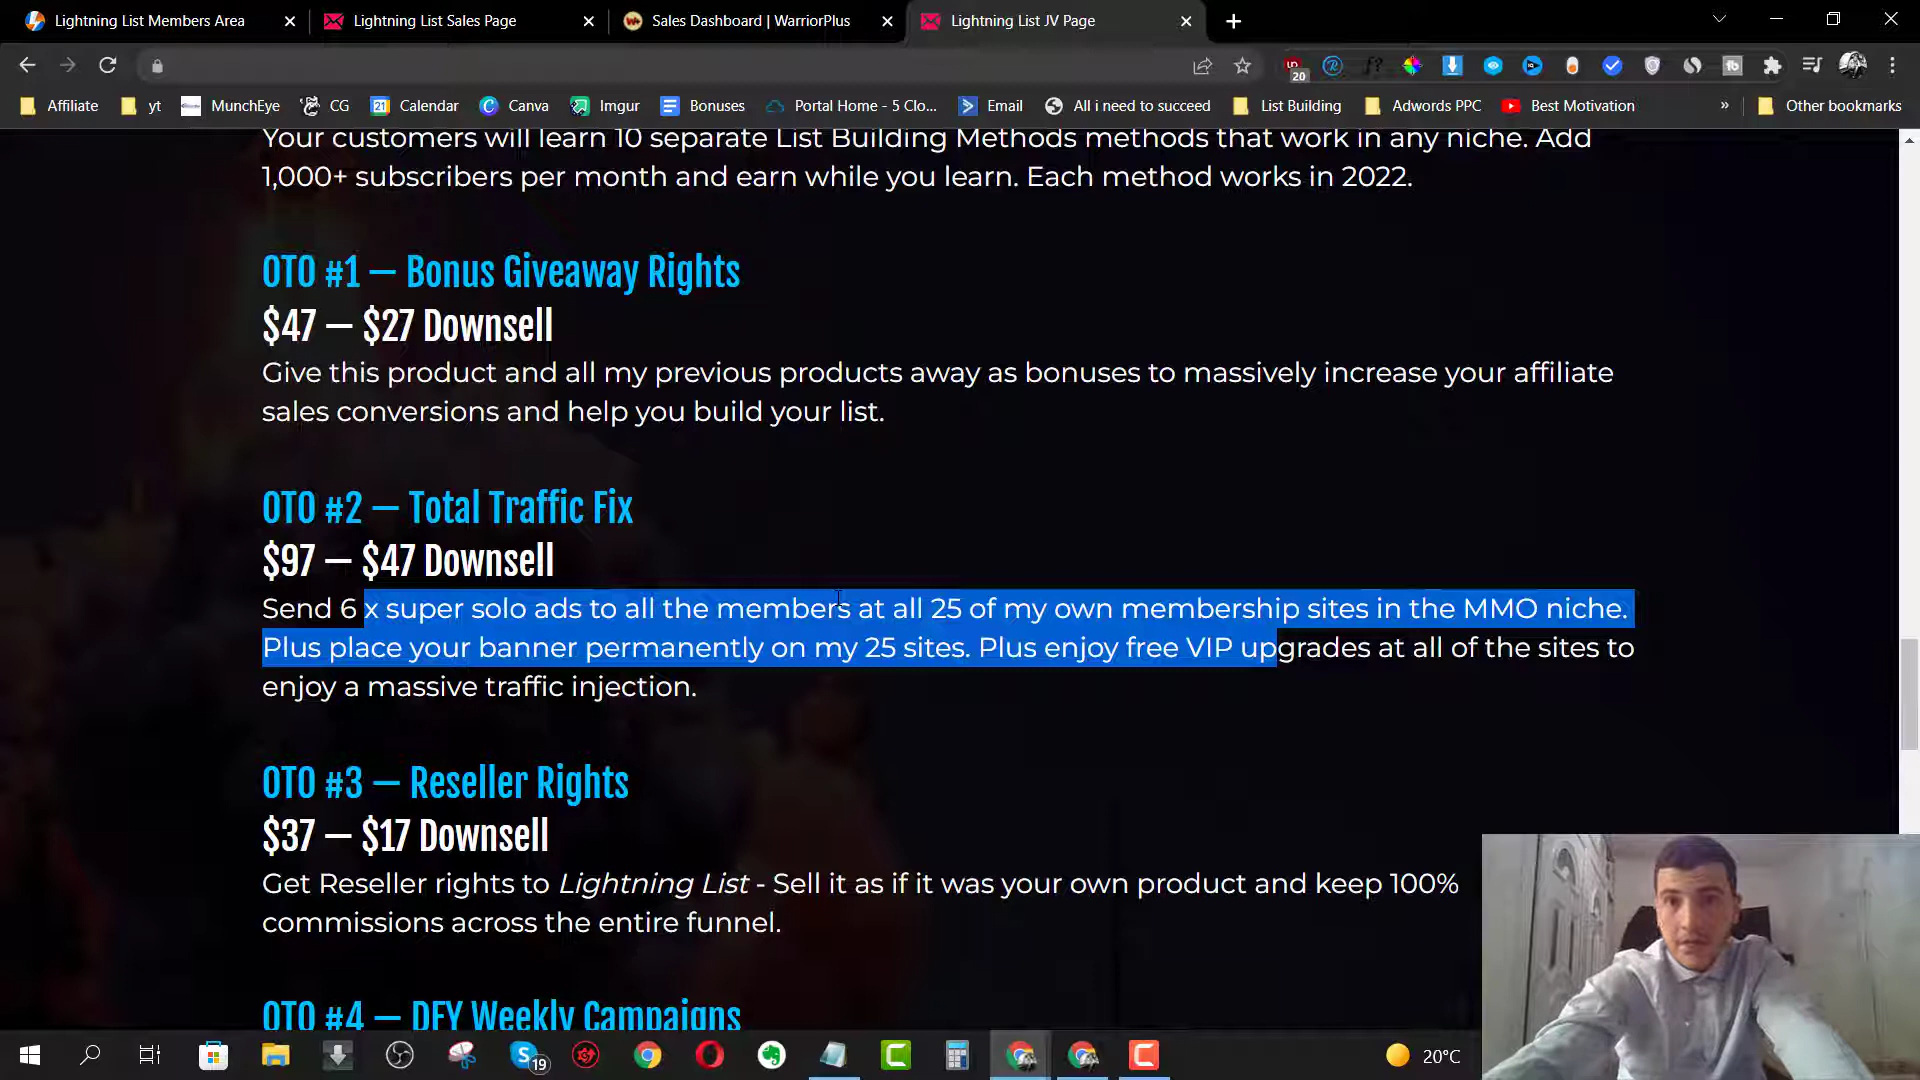 Lightning List Members Area
Lightning List Sales Page
Sales Dashboard | WarriorPlus
Lightning List JV Page
20
Affiliate
yt
MunchEye
CG
Calendar
Canva
Imgur
Bonuses
Portal Home - 5 Clo...
Email
All i need to succeed
List Building
Adwords PPC
Best Motivation
»
Other bookmarks
Your customers will learn 10 separate List Building Methods methods that work in any niche. Add
1,000+ subscribers per month and earn while you learn. Each method works in 2022.
OTO #1 — Bonus Giveaway Rights
$47 — $27 Downsell
Give this product and all my previous products away as bonuses to massively increase your affiliate
sales conversions and help you build your list.
OTO #2 — Total Traffic Fix
$97 — $47 Downsell
Send 6 x super solo ads to all the members at all 25 of my own membership sites in the MMO niche.
Plus place your banner permanently on my 25 sites. Plus enjoy free VIP upgrades at all of the sites to
enjoy a massive traffic injection.
OTO #3 — Reseller Rights
$37 — $17 Downsell
Get Reseller rights to Lightning List - Sell it as if it was your own product and keep 100%
commissions across the entire funnel.
OTO #4 — DFY Weekly Campaigns
19
20°C